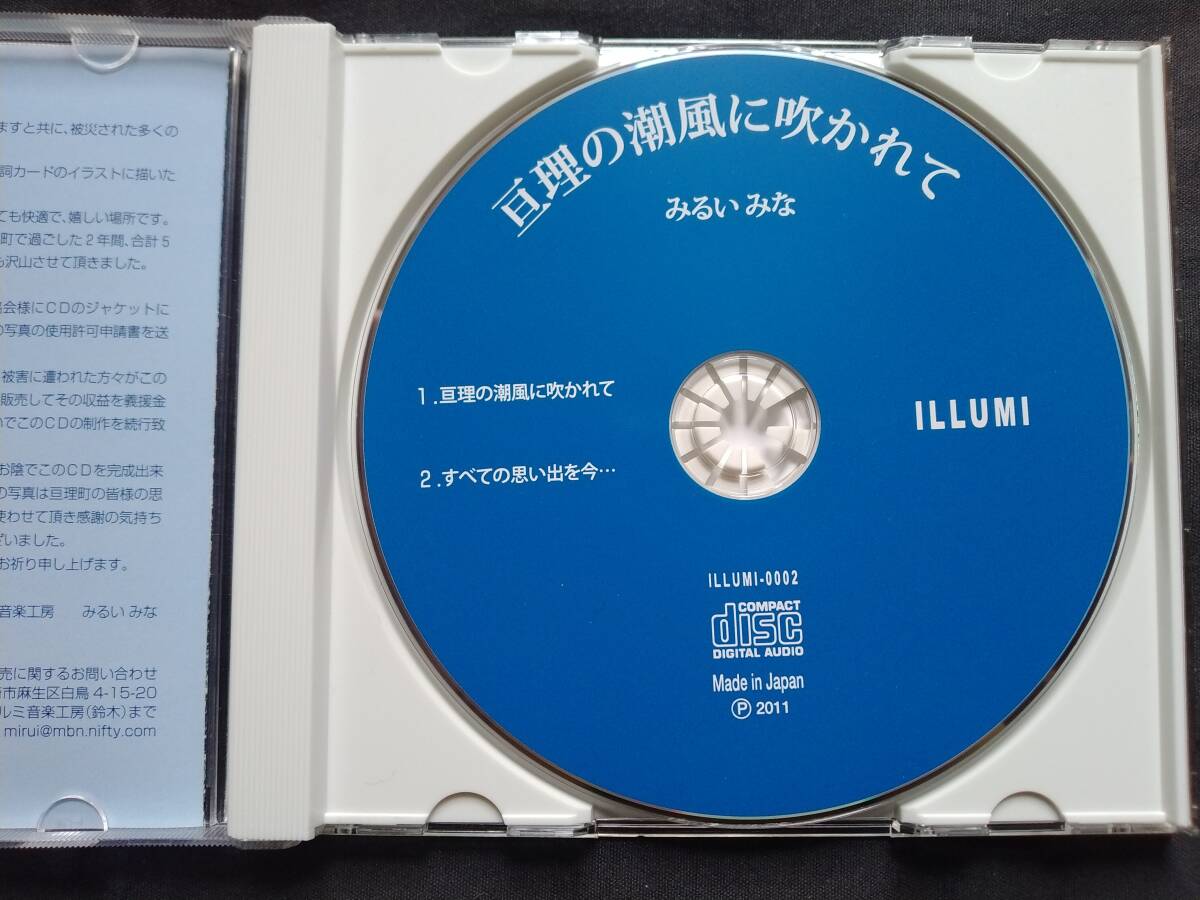 ますと共に、被災された多くの
詞カードのイラストに描いた
ても快適で、嬉しい場所です。
町で過ごした2年間、合計5
も沢山させて頂きました。
会様にCDのジャケットに
の写真の使用許可申請書を送
被害に遭われた方々がこの
販売してその収益を義援金
いでこのCDの制作を続行致
お陰でこのCDを完成出来
の写真は亘理町の皆様の思
使わせて頂き感謝の気持ち
ざいました。
お祈り申し上げます。
音楽工房 みるい みな
売に関するお問い合わせ
市麻生区白鳥 4-15-20
ルミ音楽工房(鈴木)まで
mirui@mbn.nifty.com
亘理の潮風に吹かれて
みるい みな
1.亘理の潮風に吹かれて
2.すべての思い出を今…
ILLUMI
ILLUMI-0002
COMPACT
disc
DIGITAL AUDIO
Made in Japan
Ⓟ 2011